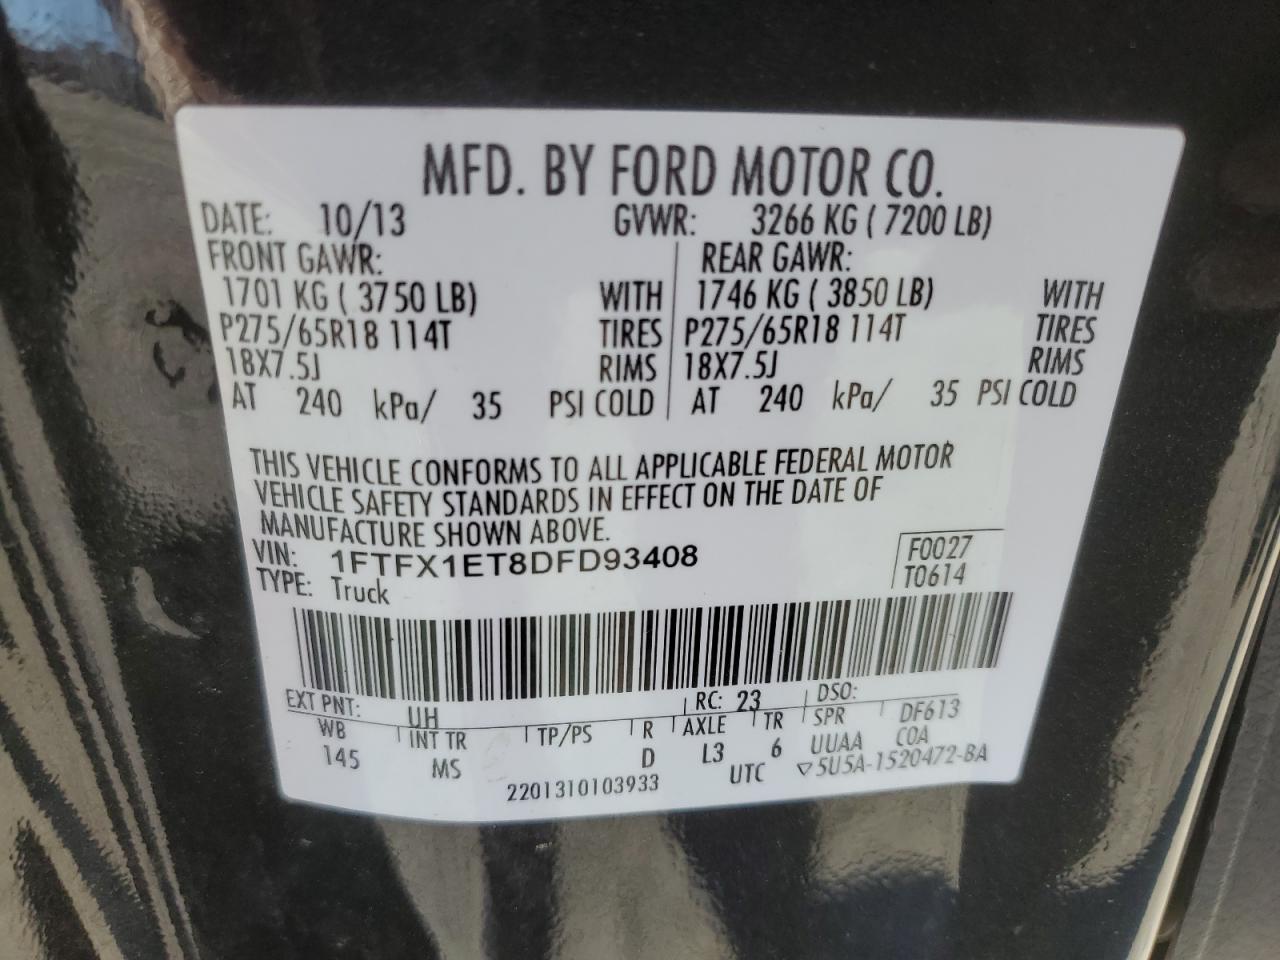 MFD. BY FORD MOTOR CO.
DATE: 10/13 GVWR: 3266 KG ( 7200 LB)
FRONT GAWR: REAR GAWR:
1701 KG ( 3750 LB) WITH 1746 KG ( 3850 LB) WITH
P275/65R18 114T TIRES P275/65R18 114T TIRES
18X7.5J RIMS 18X7.5J RIMS
AT 240 kPa/ 35 PSI COLD AT 240 kPa/ 35 PSI COLD
THIS VEHICLE CONFORMS TO ALL APPLICABLE FEDERAL MOTOR
VEHICLE SAFETY STANDARDS IN EFFECT ON THE DATE OF
MANUFACTURE SHOWN ABOVE.
VIN: 1FTFX1ET8DFD93408 F0027
TYPE: Truck T0614
EXT PNT: UH RC: 23 DSO:
WB INT TR TP/PS R AXLE TR SPR DF613
145 MS D L3 6 UUAA COA
2201310103933 UTC ▽5U5A-1520472-BA